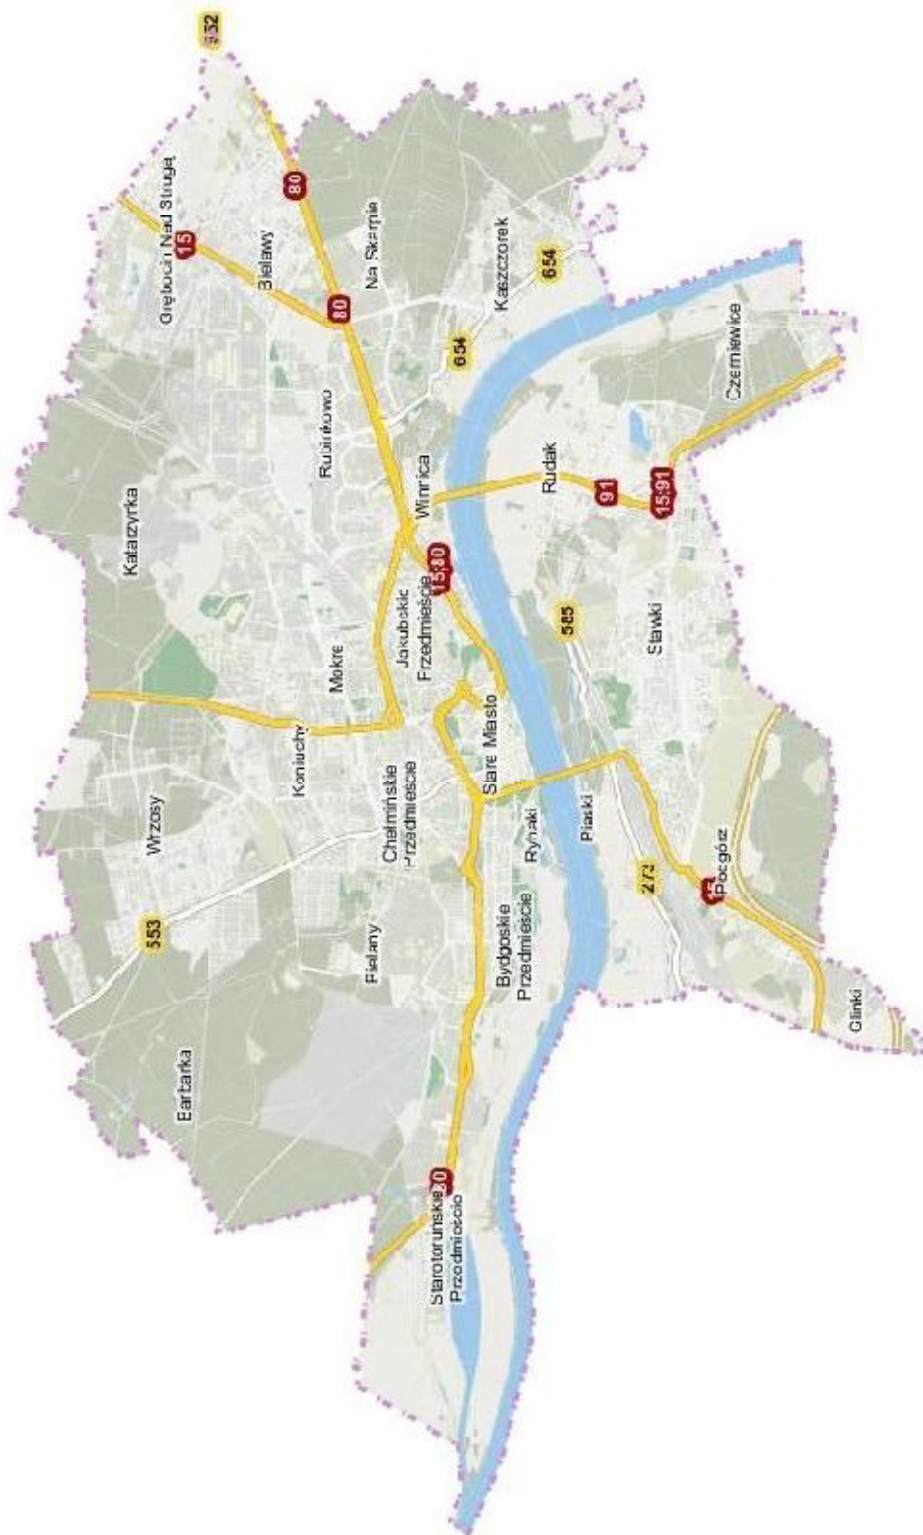 552
Grębocin Nad Strugą
15
80
Bielawy
80
Na Skarpie
Kaszczorek
654
654
Czerniewice
Rubinkowo
Katarzynka
Winnica
Rudak
91
15;91
15;80
Jakubskie
Przedmieście
Mokre
585
Stawki
Koniuchy
Stare Miasto
Wrzosy
Chełmińskie
Przedmieście
Rybaki
Piaski
273
15
Podgórz
553
Bielany
Bydgoskie
Przedmieście
Glinki
Barbarka
80
Starotoruńskie
Przedmieście